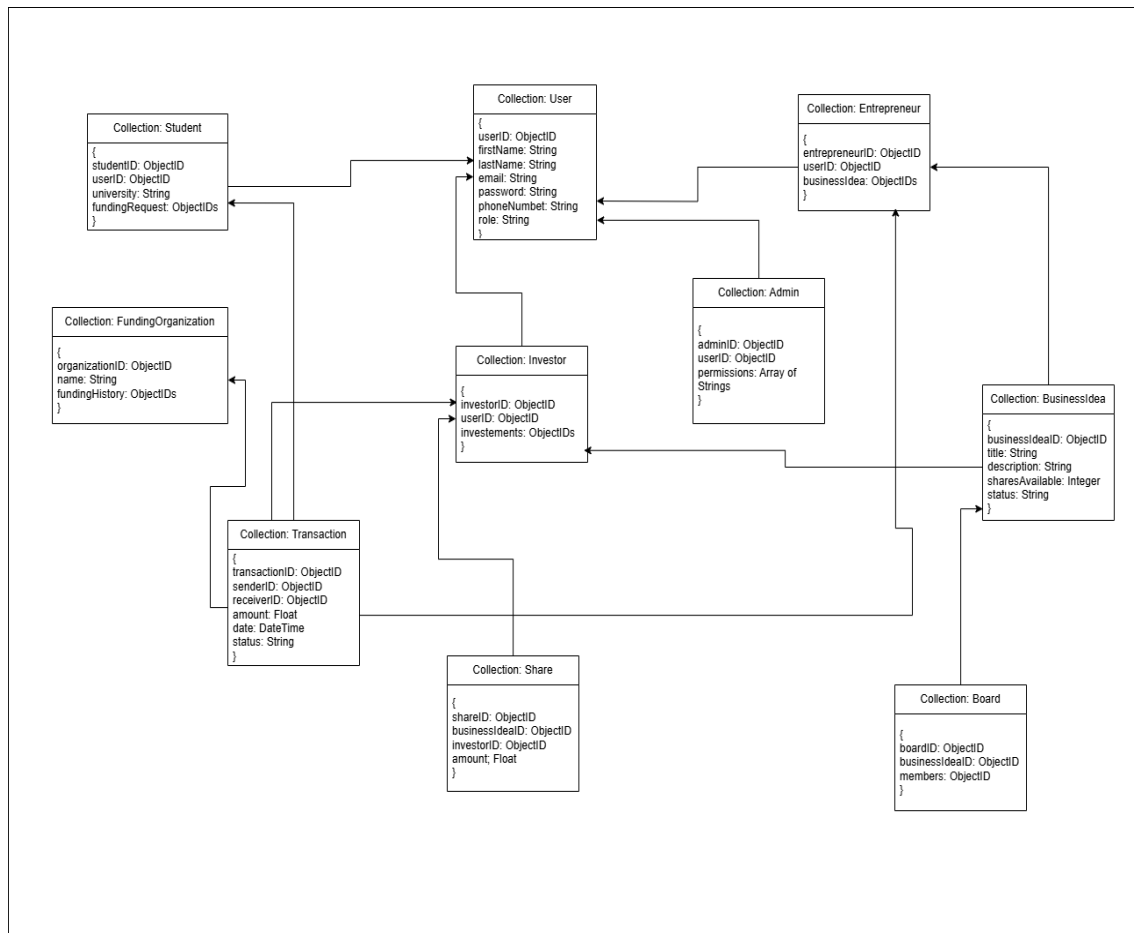 Collection: Student
{
studentID: ObjectID
userID: ObjectID
university: String
fundingRequest: ObjectIDs
}
Collection: User
{
userID: ObjectID
firstName: String
lastName: String
email: String
password: String
phoneNumbet: String
role: String
}
Collection: Entrepreneur
{
entrepreneurID: ObjectID
userID: ObjectID
businessIdea: ObjectIDs
}
Collection: Admin
{
adminID: ObjectID
userID: ObjectID
permissions: Array of
Strings
}
Collection: FundingOrganization
{
organizationID: ObjectID
name: String
fundingHistory: ObjectIDs
}
Collection: Investor
{
investorID: ObjectID
userID: ObjectID
investements: ObjectIDs
}
Collection: BusinessIdea
{
businessIdeaID: ObjectID
title: String
description: String
sharesAvailable: Integer
status: String
}
Collection: Transaction
{
transactionID: ObjectID
senderID: ObjectID
receiverID: ObjectID
amount: Float
date: DateTime
status: String
}
Collection: Share
{
shareID: ObjectID
businessIdeaID: ObjectID
investorID: ObjectID
amount; Float
}
Collection: Board
{
boardID: ObjectID
businessIdeaID: ObjectID
members: ObjectID
}